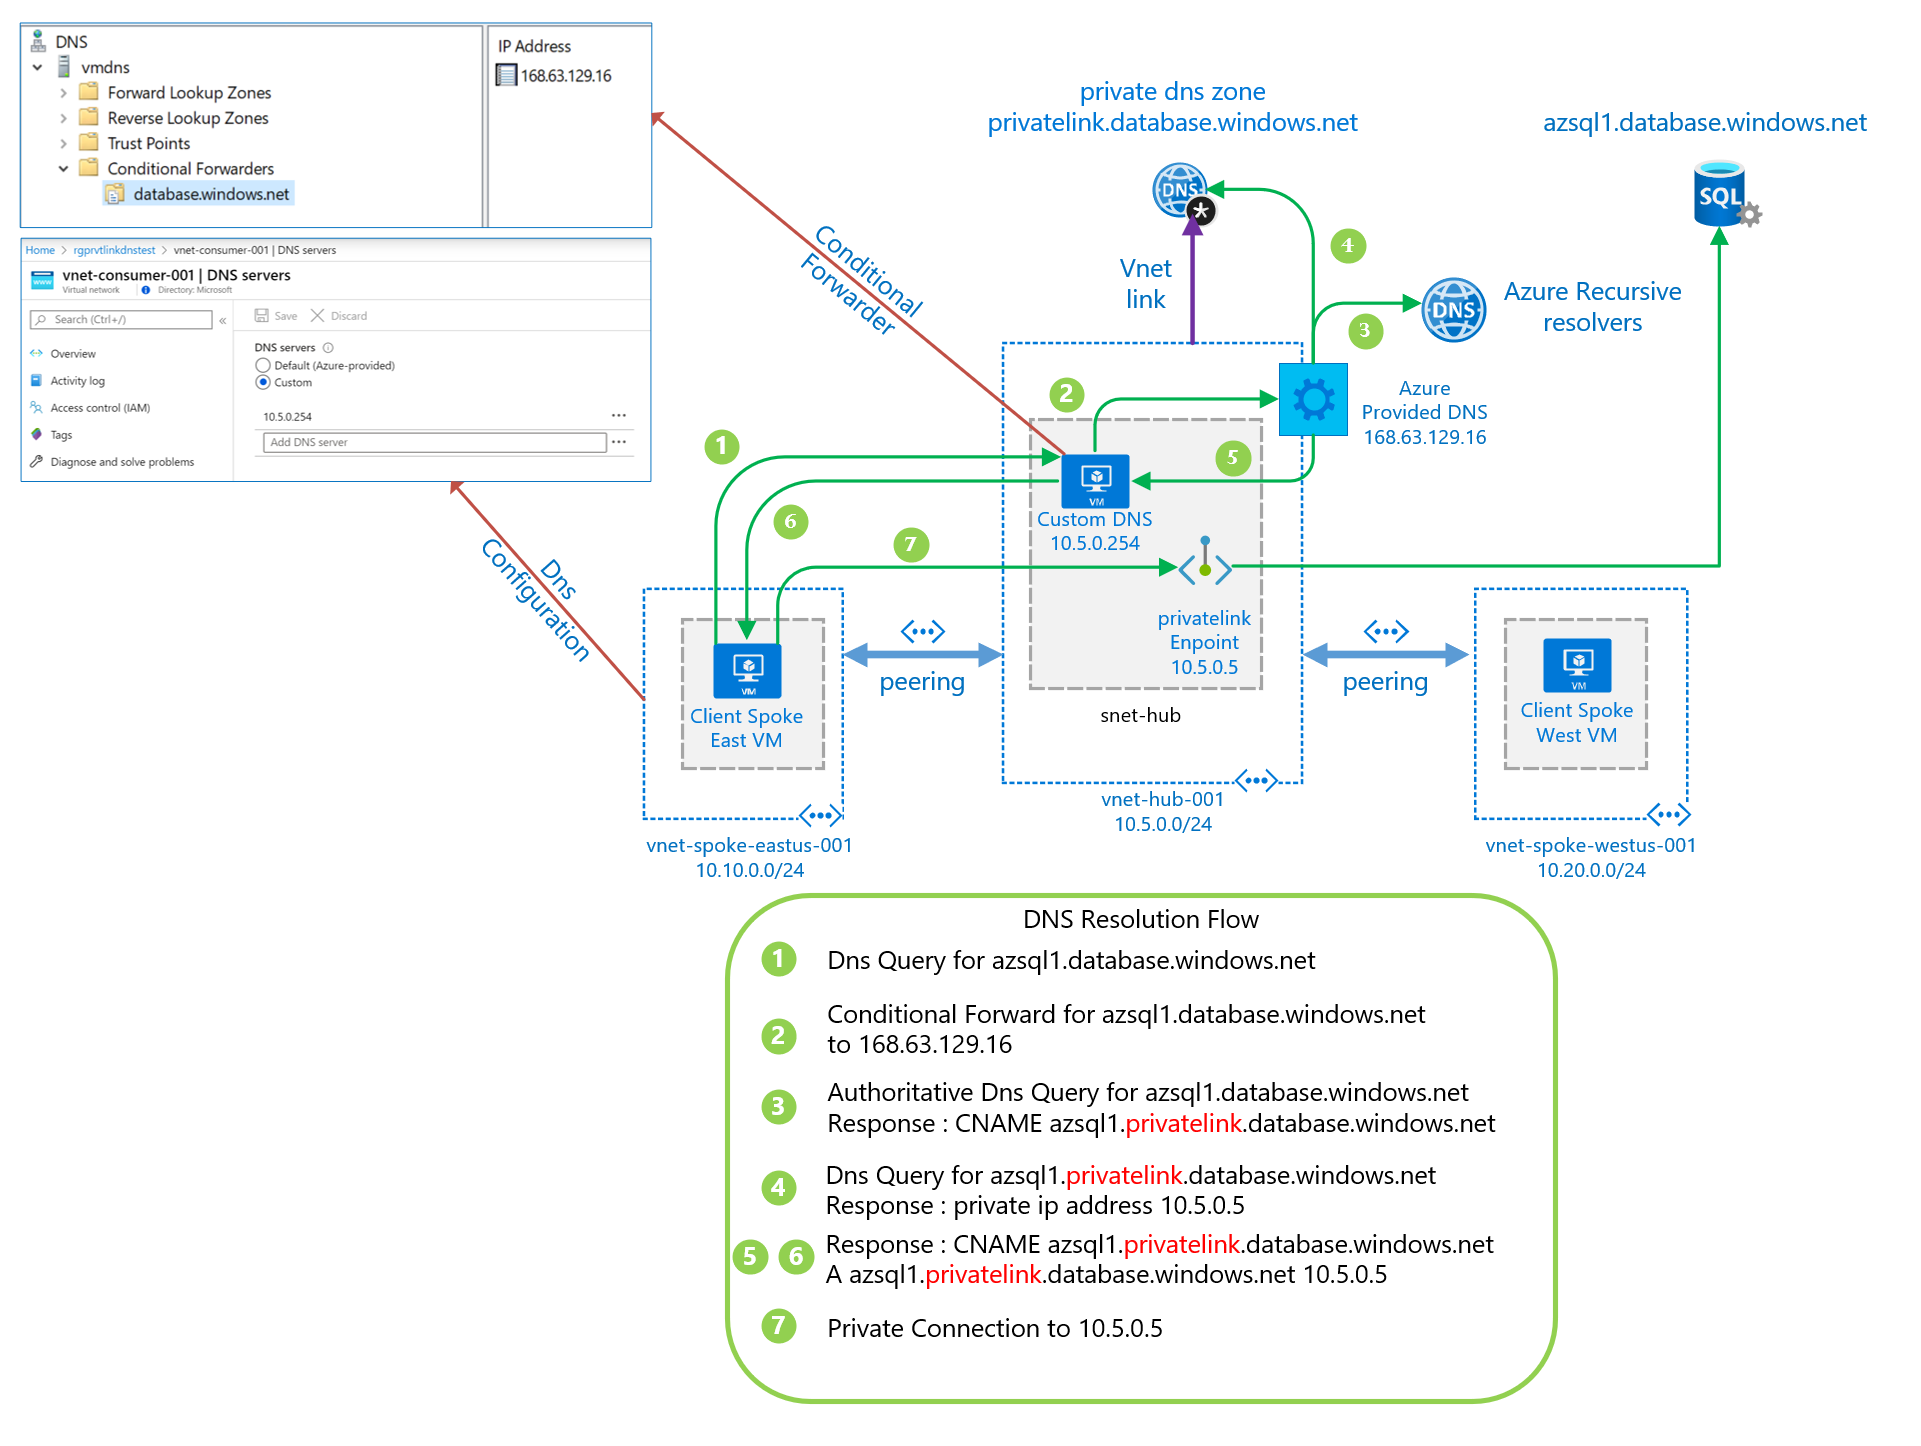 DNS
vmdns
Forward Lookup Zones
Reverse Lookup Zones
Trust Points
Conditional Forwarders
database.windows.net
IP Address
168.63.129.16
Home > rgprvtlinkdnstest > vnet-consumer-001 | DNS servers
vnet-consumer-001 | DNS servers
Virtual network
Directory: Microsoft
www
Search (Ctrl+/)
«
Save
Discard
Overview
Activity log
Access control (IAM)
Tags
Diagnose and solve problems
DNS servers
Default (Azure-provided)
Custom
10.5.0.254
...
Add DNS server
...
Conditional
Forwarder
Dns
Configuration
private dns zone
privatelink.database.windows.net
DNS
*
azsql1.database.windows.net
SQL
Vnet
link
4
3
DNS
Azure Recursive
resolvers
Azure
Provided DNS
168.63.129.16
2
1
5
6
7
VM
Custom DNS
10.5.0.254
privatelink
Enpoint
10.5.0.5
snet-hub
VM
Client Spoke
East VM
peering
peering
VM
Client Spoke
West VM
vnet-hub-001
10.5.0.0/24
vnet-spoke-eastus-001
10.10.0.0/24
vnet-spoke-westus-001
10.20.0.0/24
DNS Resolution Flow
1 Dns Query for azsql1.database.windows.net
2 Conditional Forward for azsql1.database.windows.net
to 168.63.129.16
3 Authoritative Dns Query for azsql1.database.windows.net
Response : CNAME azsql1.privatelink.database.windows.net
4 Dns Query for azsql1.privatelink.database.windows.net
Response : private ip address 10.5.0.5
5 6 Response : CNAME azsql1.privatelink.database.windows.net
A azsql1.privatelink.database.windows.net 10.5.0.5
7 Private Connection to 10.5.0.5